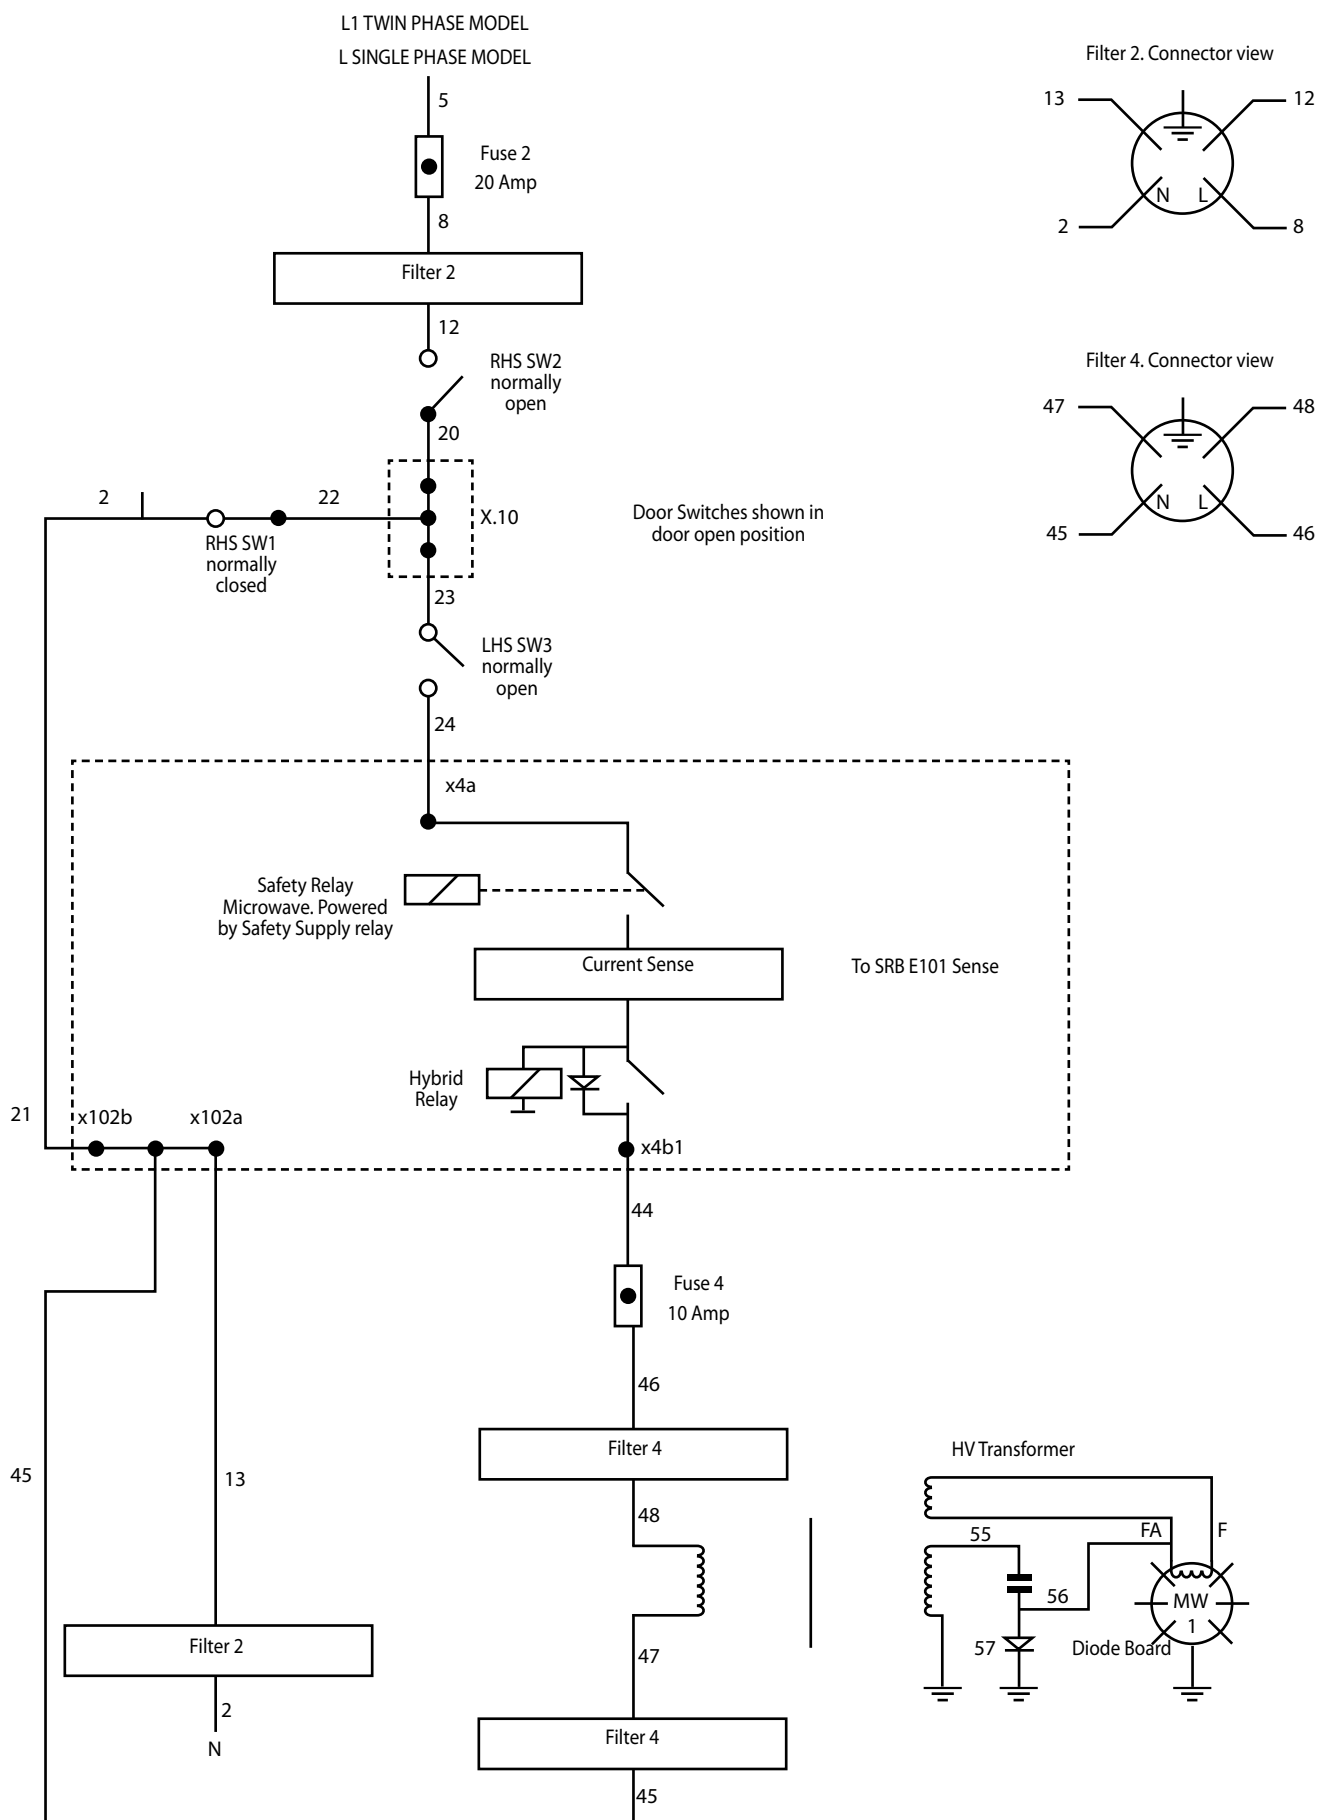 L1 TWIN PHASE MODEL
L SINGLE PHASE MODEL
5
Fuse 2
20 Amp
8
Filter 2
12
RHS SW2
normally
open
20
2
22
X.10
RHS SW1
normally
closed
23
Door Switches shown in
door open position
LHS SW3
normally
open
24
Filter 2. Connector view
13
12
N
L
2
8
Filter 4. Connector view
47
48
N
L
45
46
x4a
Safety Relay
Microwave. Powered
by Safety Supply relay
Current Sense
To SRB E101 Sense
Hybrid
Relay
21
x102b
x102a
x4b1
44
Fuse 4
10 Amp
46
Filter 4
45
13
48
47
Filter 2
2
N
Filter 4
45
HV Transformer
55
FA
F
56
MW
1
57
Diode Board